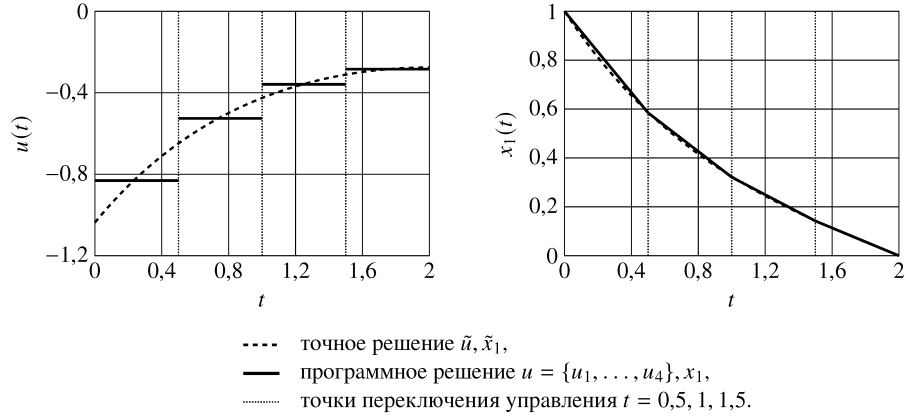 0
−0,4
−0,8
−1,2
u(t)
0 0,4 0,8 1,2 1,6 2
t
1
0,8
0,6
0,4
0,2
0
x₁(t)
0 0,4 0,8 1,2 1,6 2
t
точное решение ũ, x̃₁,
программное решение u = {u₁, . . . , u₄}, x₁,
точки переключения управления t = 0,5, 1, 1,5.